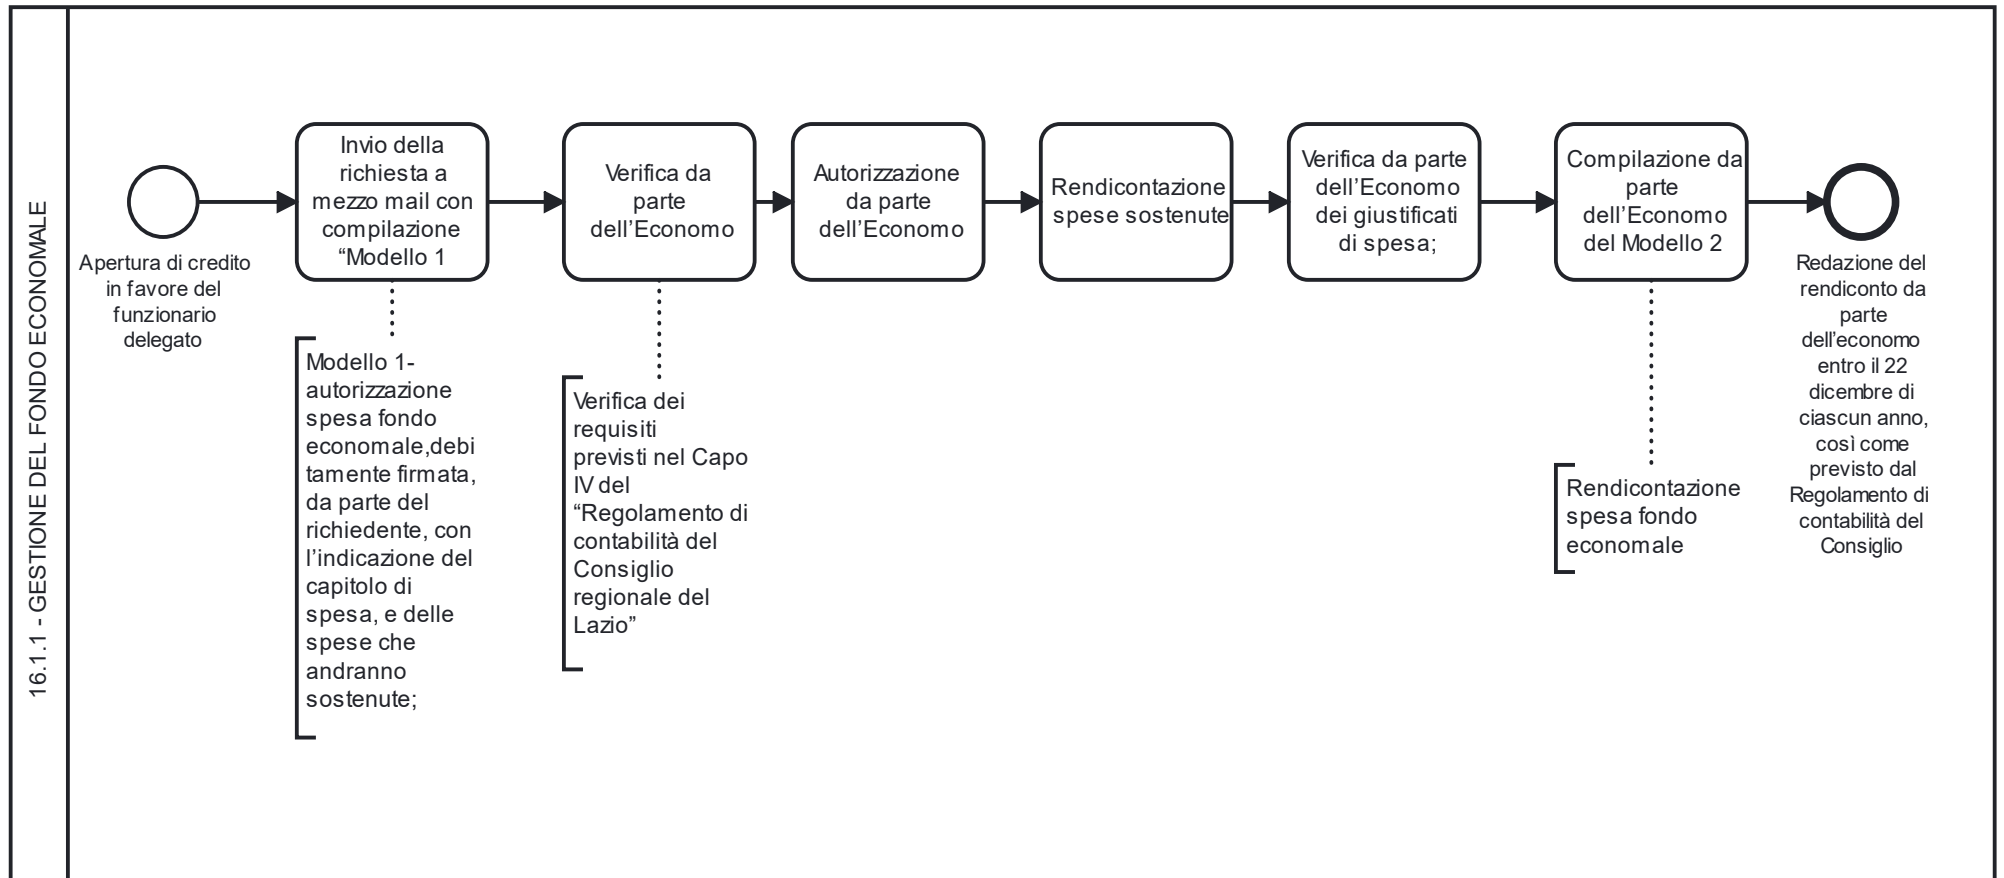 16.1.1 - GESTIONE DEL FONDO ECONOMALE
Apertura di credito
in favore del
funzionario
delegato
Invio della
richiesta a
mezzo mail con
compilazione
“Modello 1
Modello 1-
autorizzazione
spesa fondo
economale,debi
tamente firmata,
da parte del
richiedente, con
l’indicazione del
capitolo di
spesa, e delle
spese che
andranno
sostenute;
Verifica da
parte
dell’Economo
Verifica dei
requisiti
previsti nel Capo
IV del
“Regolamento di
contabilità del
Consiglio
regionale del
Lazio”
Autorizzazione
da parte
dell’Economo
Rendicontazione
spese sostenute
Verifica da parte
dell’Economo
dei giustificati
di spesa;
Compilazione da
parte
dell’Economo
del Modello 2
Rendicontazione
spesa fondo
economale
Redazione del
rendiconto da
parte
dell’economo
entro il 22
dicembre di
ciascun anno,
così come
previsto dal
Regolamento di
contabilità del
Consiglio